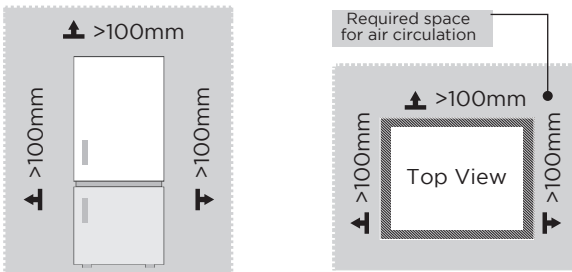 >100mm
>100mm
>100mm
Required space
for air circulation
>100mm
>100mm
Top View
>100mm